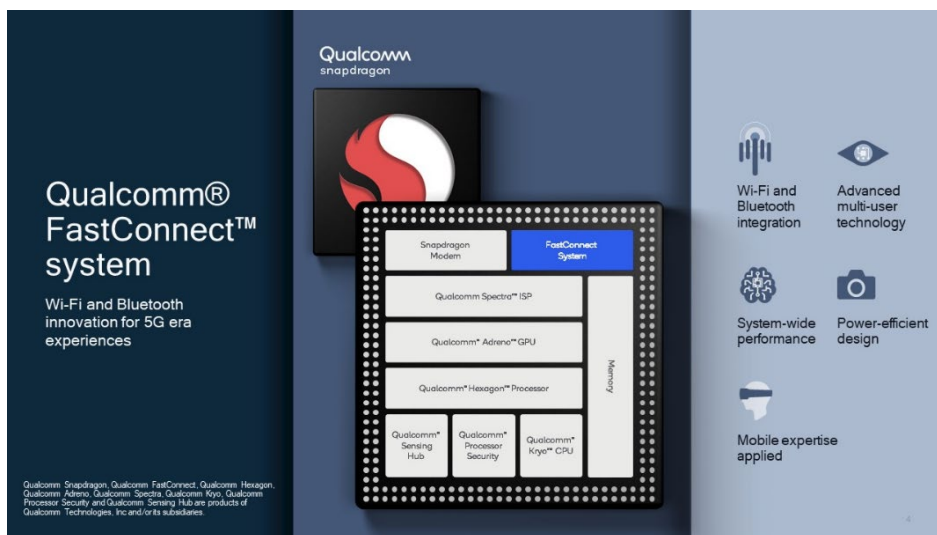 Qualcomm®
FastConnect™
system
Wi-Fi and Bluetooth
innovation for 5G era
experiences
Qualcomm Snapdragon, Qualcomm FastConnect, Qualcomm Hexagon,
Qualcomm Adreno, Qualcomm Spectra, Qualcomm Kryo, Qualcomm
Processor Security and Qualcomm Sensing Hub are products of
Qualcomm Technologies, Inc and/or its subsidiaries.
Qualcomm
snapdragon
Snapdragon
Modem
FastConnect
System
Qualcomm Spectra™ ISP
Qualcomm® Adreno™ GPU
Qualcomm® Hexagon™ Processor
Qualcomm®
Sensing
Hub
Qualcomm®
Processor
Security
Qualcomm®
Kryo™ CPU
Memory
Wi-Fi and
Bluetooth
integration
Advanced
multi-user
technology
System-wide
performance
Power-efficient
design
Mobile expertise
applied
4